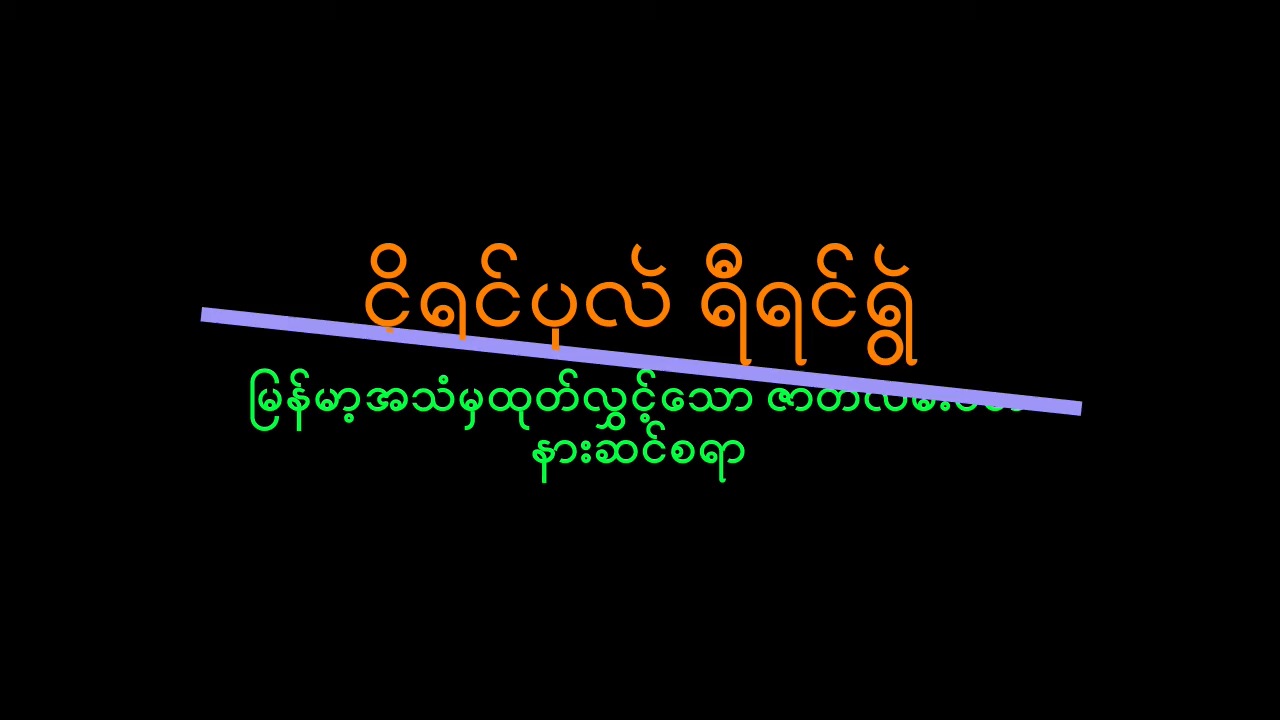 ငိရင်ပုလ် ရီရင်ရွဲ
မြန်မာ့အသံမှထုတ်လွှင့်သော
နားဆင်စရာ